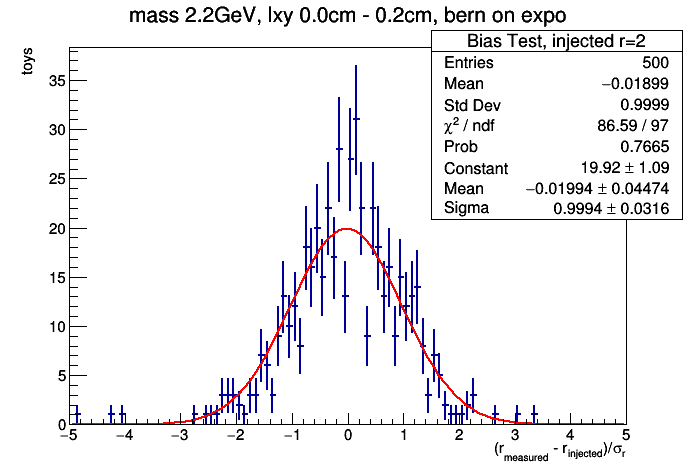 mass 2.2GeV, lxy 0.0cm - 0.2cm, bern on expo
Bias Test, injected r=2
Entries 500
Mean −0.01899
Std Dev 0.9999
χ² / ndf 86.59 / 97
Prob 0.7665
Constant 19.92 ± 1.09
Mean −0.01994 ± 0.04474
Sigma 0.9994 ± 0.0316
toys
35
30
25
20
15
10
5
0
−5 −4 −3 −2 −1 0 1 2 3 4 5
(r_measured - r_injected)/σ_r